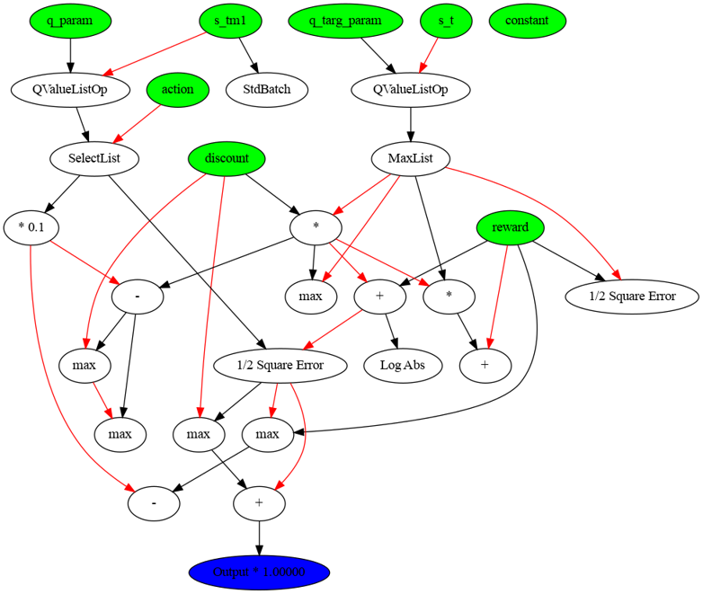 q_param
s_tm1
q_targ_param
s_t
constant
QValueListOp
action
StdBatch
QValueListOp
SelectList
discount
MaxList
* 0.1
*
reward
-
max
+
*
1/2 Square Error
max
1/2 Square Error
Log Abs
+
max
max
max
-
+
Output * 1.00000